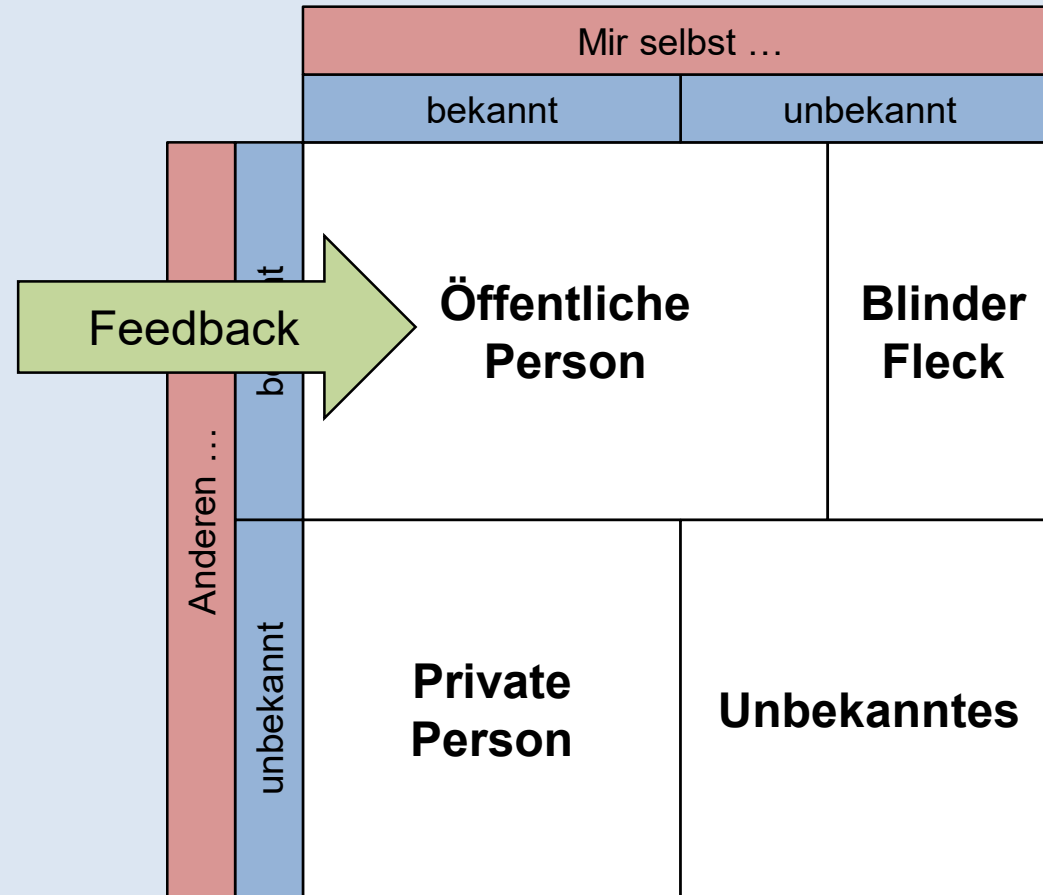 Mir selbst …
bekannt
unbekannt
Feedback
Öffentliche
Person
Blinder
Fleck
Anderen …
unbekannt
Private
Person
Unbekanntes